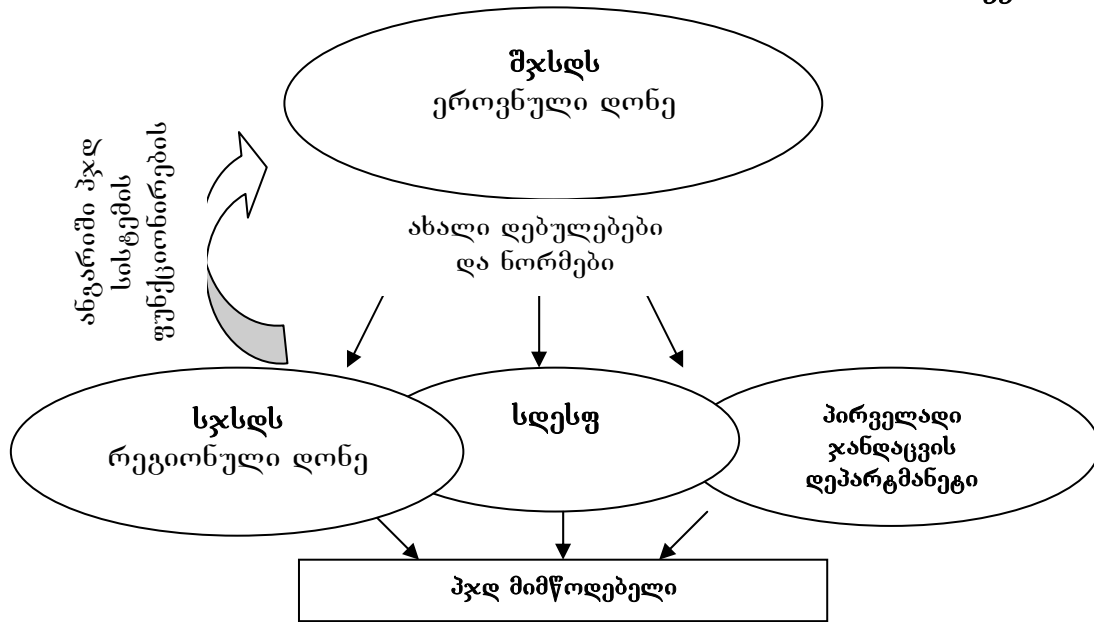 შჯსდს
ეროვნული დონე
ანგარიში პჯდ
სისტემის
ფუნქციონირების
ახალი დებულებები
და ნორმები
სჯსდს
რეგიონული დონე
სდესფ
პირველადი
ჯანდაცვის
დეპარტმანეტი
პჯდ მიმწოდებელი